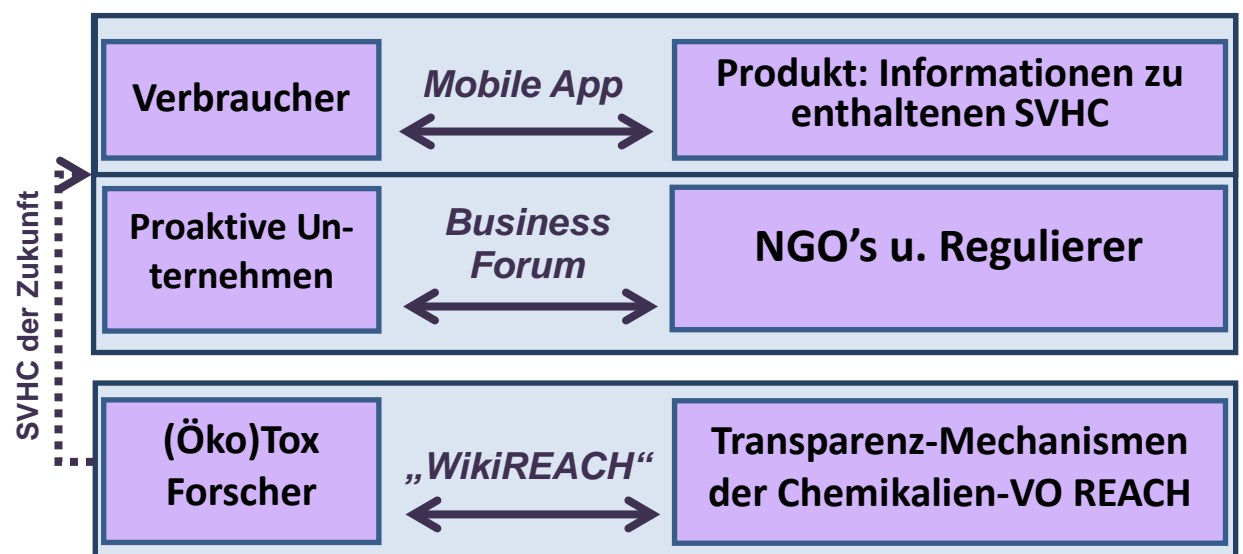 Verbraucher
Mobile App
Produkt: Informationen zu
enthaltenen SVHC
SVHC der Zukunft
Proaktive Un-
ternehmen
Business
Forum
NGO’s u. Regulierer
(Öko)Tox
Forscher
„WikiREACH“
Transparenz-Mechanismen
der Chemikalien-VO REACH